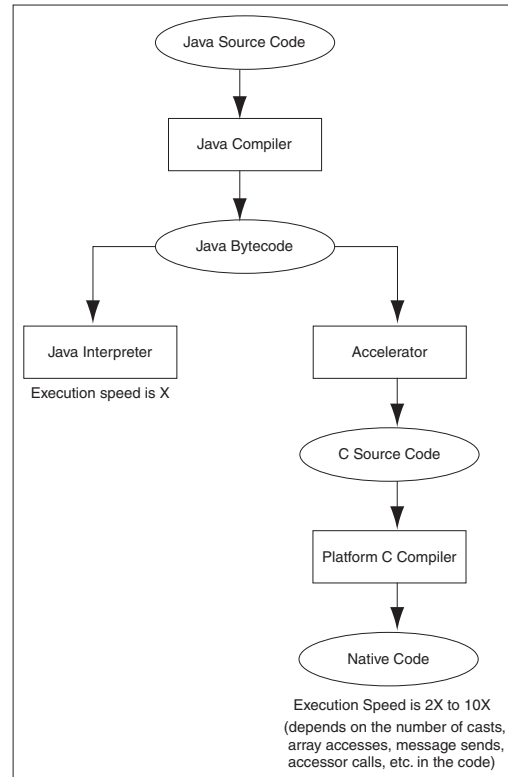 Java Source Code
Java Compiler
Java Bytecode
Java Interpreter
Accelerator
Execution speed is X
C Source Code
Platform C Compiler
Native Code
Execution Speed is 2X to 10X
(depends on the number of casts,
array accesses, message sends,
accessor calls, etc. in the code)